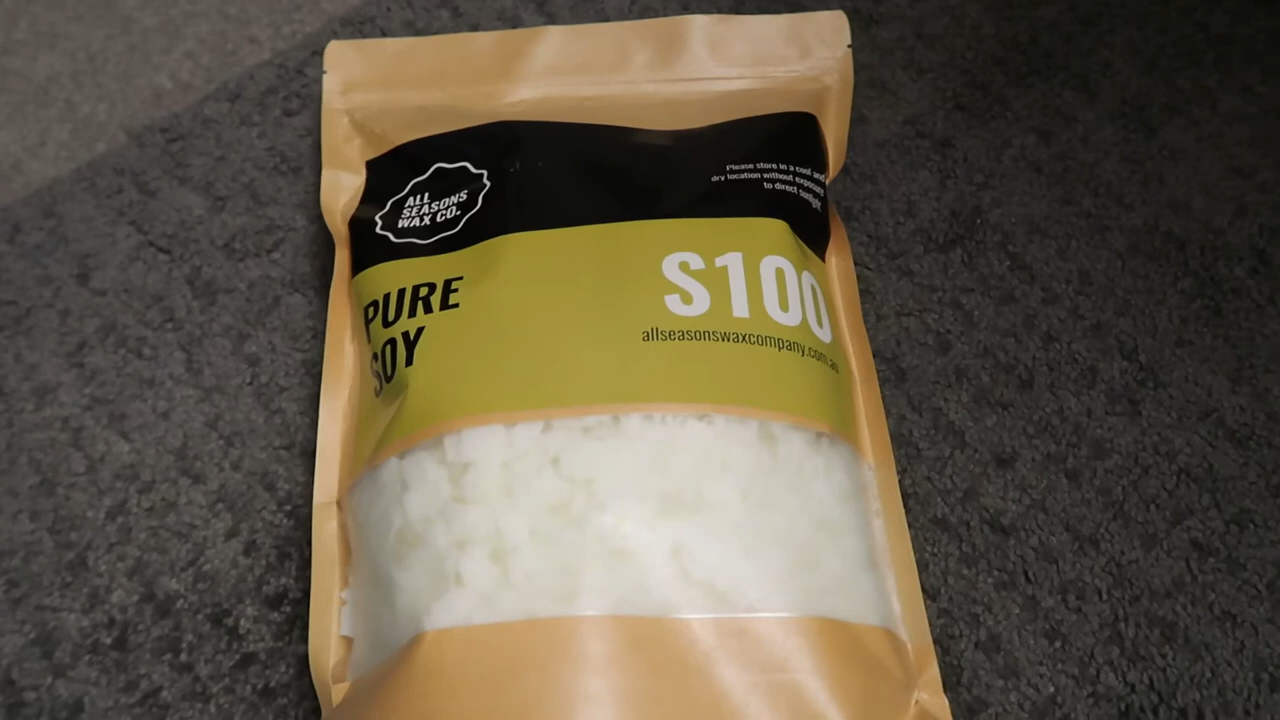 ALL
SEASONS
WAX CO.
Please store in a cool and
dry location without exposure
to direct sunlight.
PURE
SOY
S100
allseasonswaxcompany.com.au